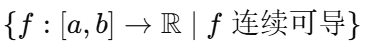 {f : [a, b] → ℝ | f 连续可导}